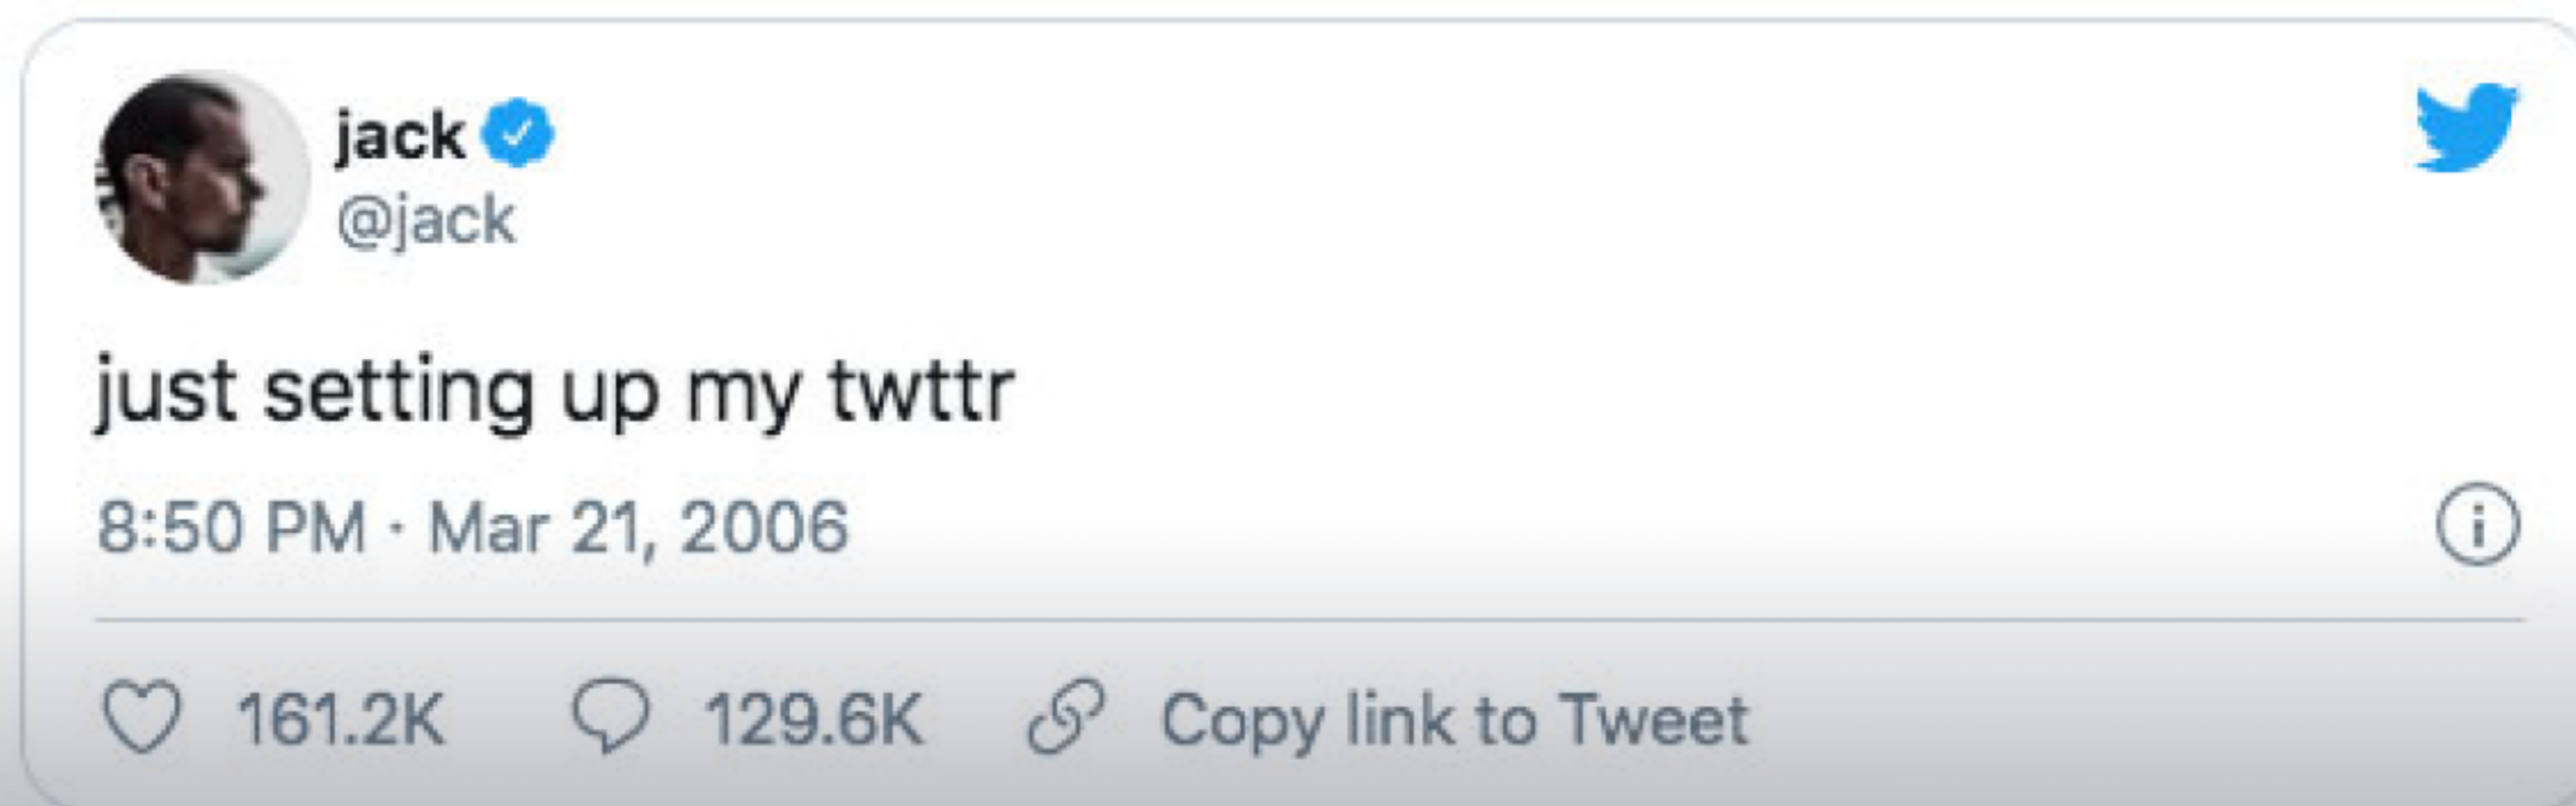 jack
@jack
just setting up my twttr
8:50 PM · Mar 21, 2006
161.2K 129.6K Copy link to Tweet